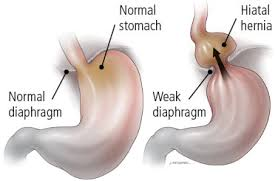 Normal
stomach
Hiatal
hernia
Normal
diaphragm
Weak
diaphragm